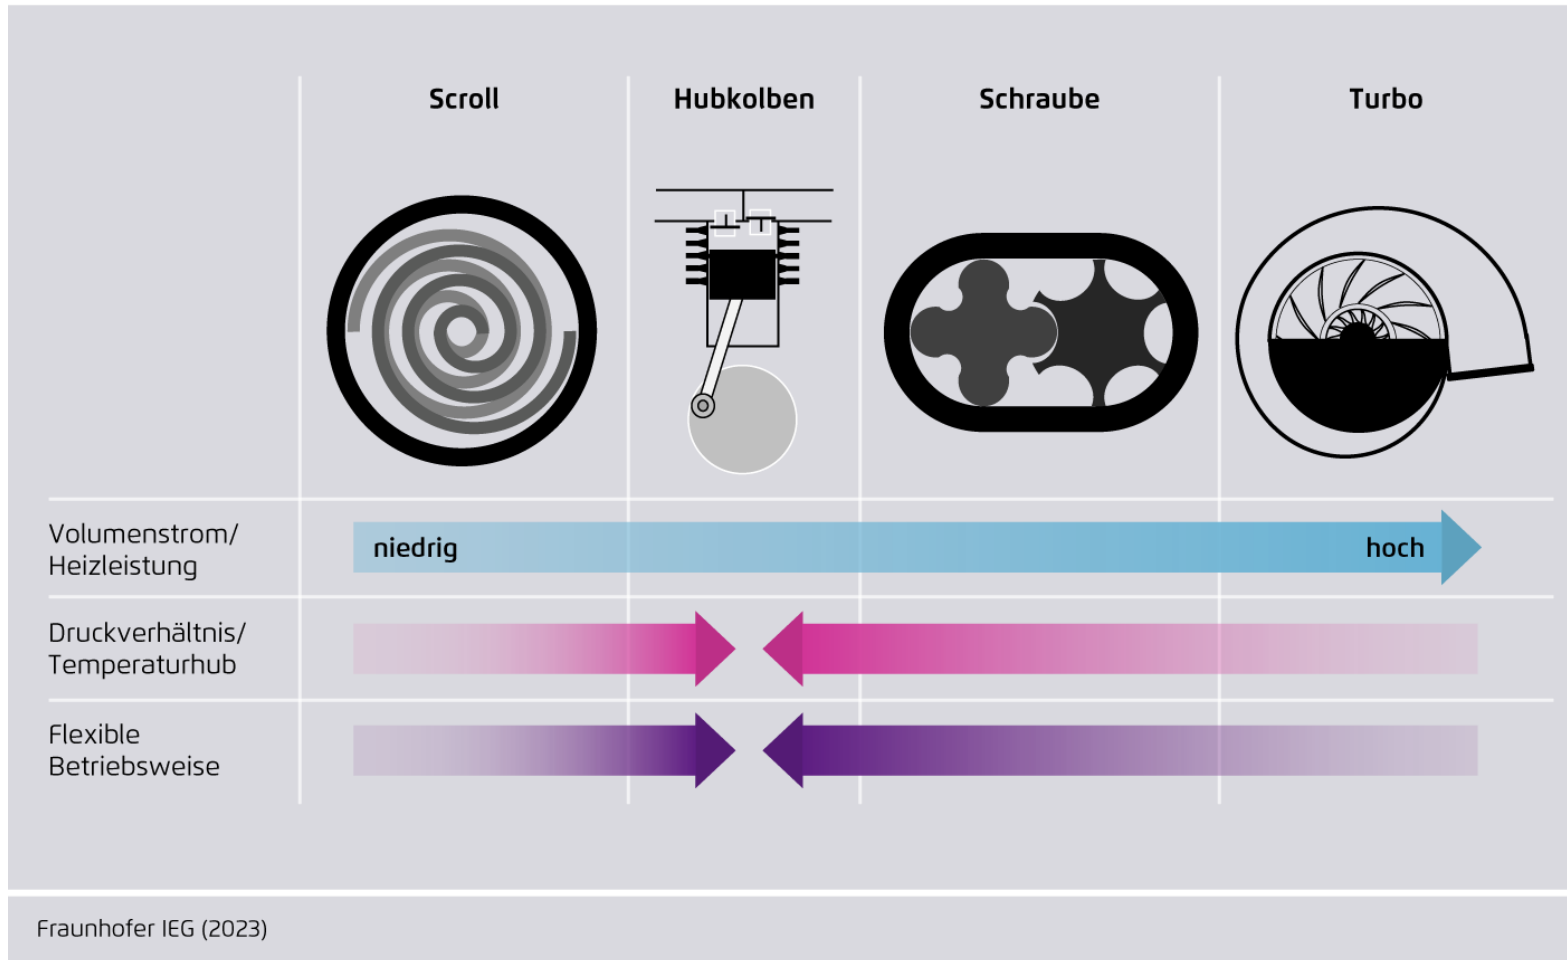 Scroll
Hubkolben
Schraube
Turbo
Volumenstrom/
Heizleistung
niedrig
hoch
Druckverhältnis/
Temperaturhub
Flexible
Betriebsweise
Fraunhofer IEG (2023)